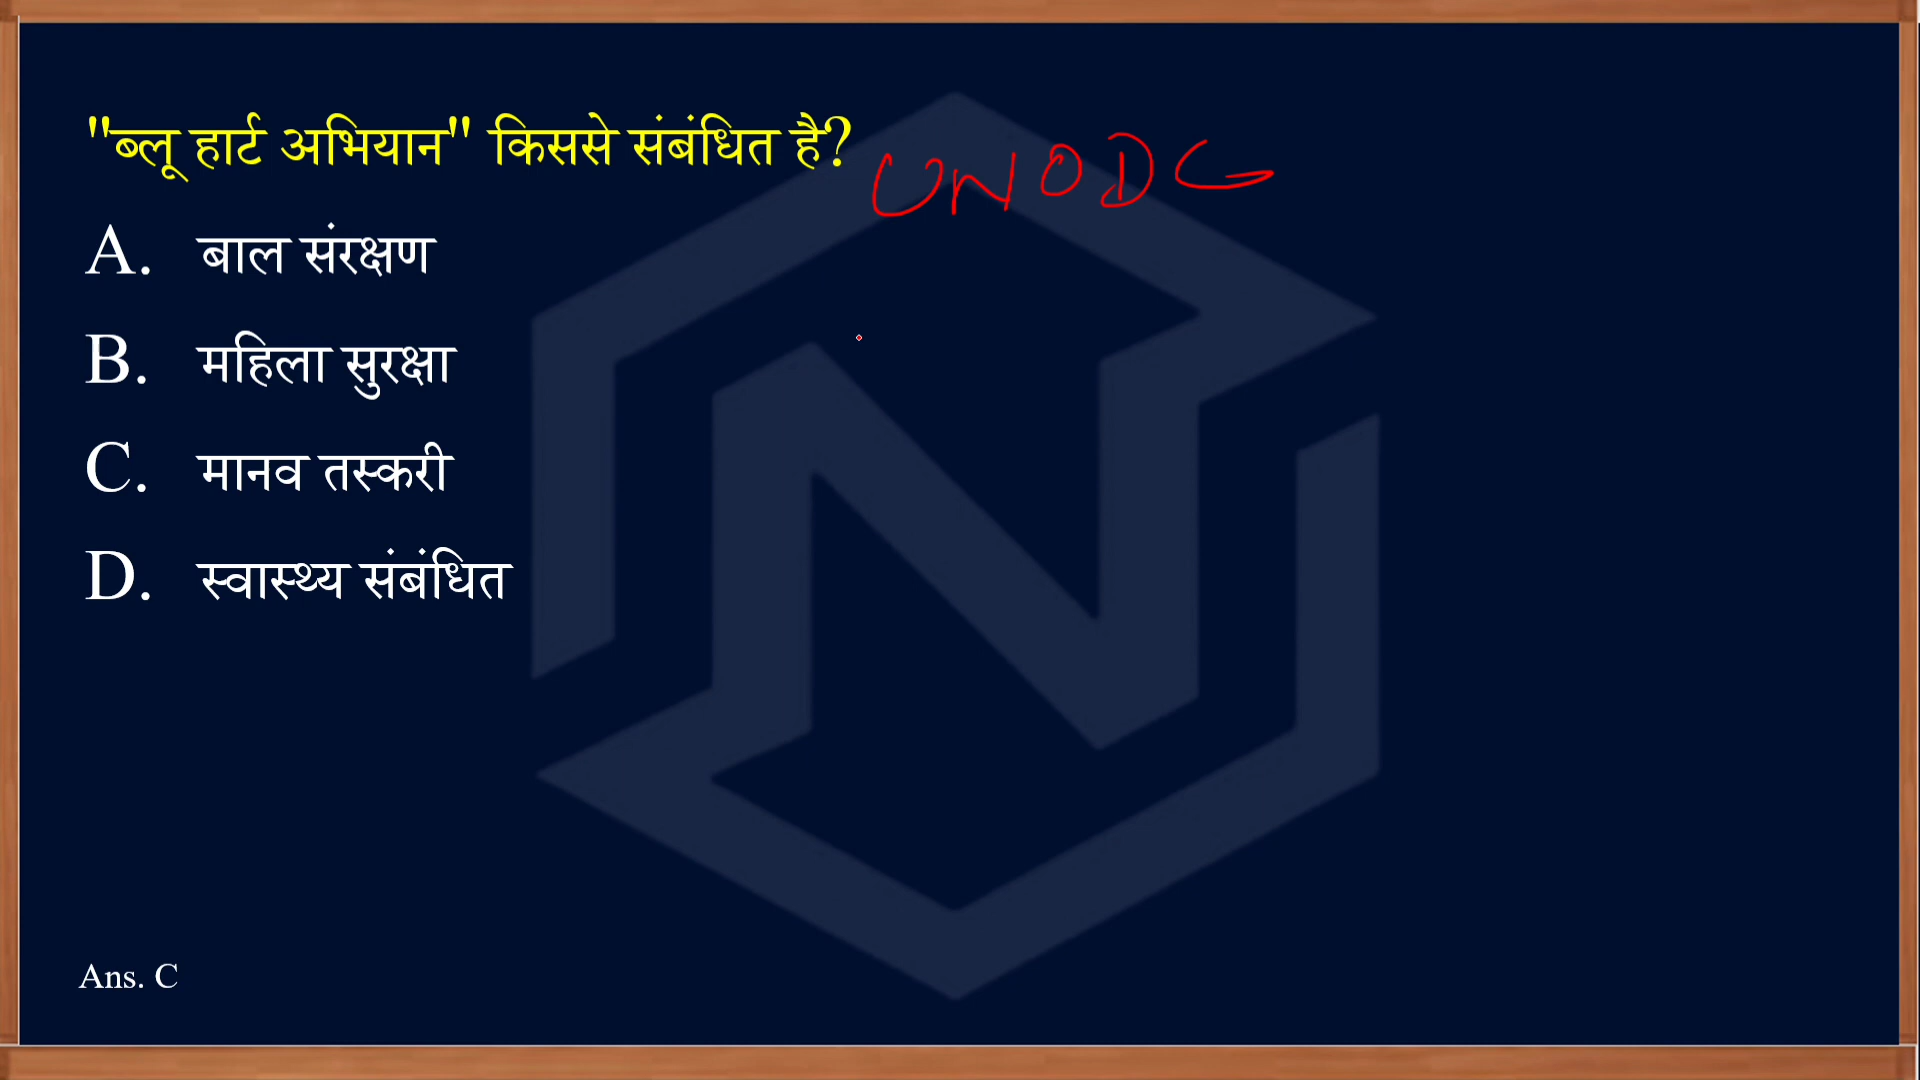 "ब्लू हार्ट अभियान" किससे संबंधित है? UNODC
A. बाल संरक्षण
B. महिला सुरक्षा
C. मानव तस्करी
D. स्वास्थ्य संबंधित
Ans. C